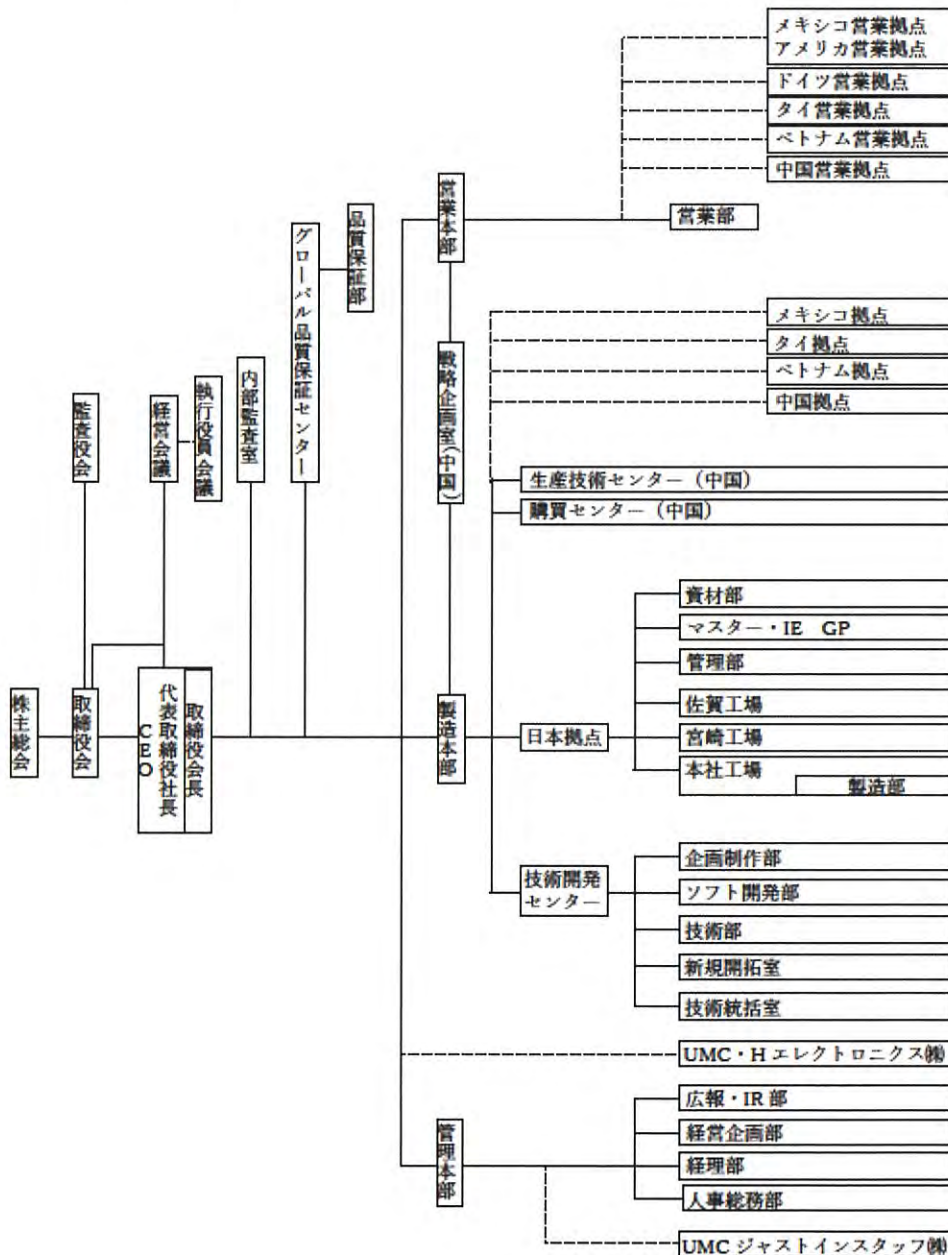 メキシコ営業拠点
アメリカ営業拠点
ドイツ営業拠点
タイ営業拠点
ベトナム営業拠点
中国営業拠点
営業本部
営業部
品質保証部
グローバル品質保証センター
戦略企画室(中国)
メキシコ拠点
タイ拠点
ベトナム拠点
中国拠点
内部監査室
執行役員会議
経営会議
監査役会
生産技術センター（中国）
購買センター（中国）
資材部
マスター・IE GP
管理部
佐賀工場
宮崎工場
本社工場
製造部
日本拠点
製造本部
取締役会長
代表取締役社長
CEO
取締役会
株主総会
技術開発
センター
企画制作部
ソフト開発部
技術部
新規開拓室
技術統括室
UMC・Hエレクトロニクス㈱
管理本部
広報・IR部
経営企画部
経理部
人事総務部
UMCジャストインスタッフ㈱